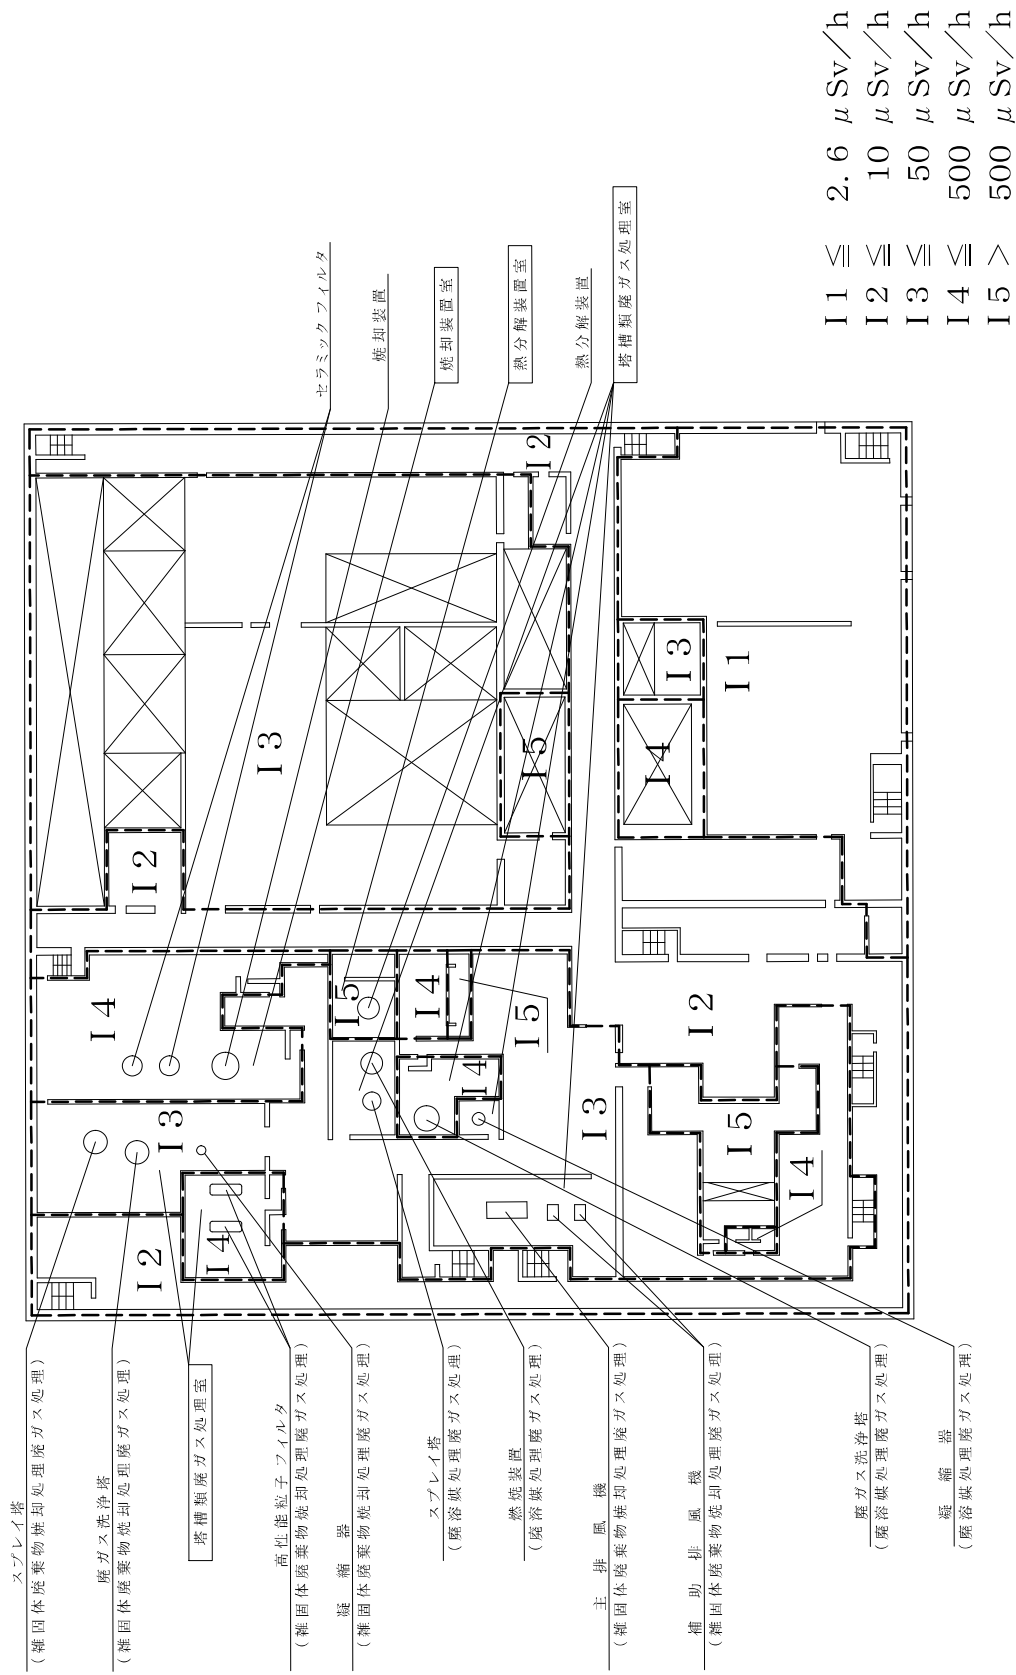 セラミックフィルタ
焼却装置
焼却装置室
熱分解装置室
熱分解装置
塔槽類廃ガス処理室
I1 ≦ 2.6 μSv/h
I2 ≦ 10 μSv/h
I3 ≦ 50 μSv/h
I4 ≦ 500 μSv/h
I5 > 500 μSv/h
I2
I3
I2
I5
I3
I4
I1
I4
I3
I5
I4
I5
I4
I2
I3
I2
I4
I5
I4
スプレイ塔
(雑固体廃棄物焼却処理廃ガス処理)
廃ガス洗浄塔
(雑固体廃棄物焼却処理廃ガス処理)
塔槽類廃ガス処理室
高性能粒子フィルタ
(雑固体廃棄物焼却処理廃ガス処理)
凝縮器
(雑固体廃棄物焼却処理廃ガス処理)
スプレイ塔
(廃溶媒処理廃ガス処理)
燃焼装置
(廃溶媒処理廃ガス処理)
主排風機
(雑固体廃棄物焼却処理廃ガス処理)
補助排風機
(雑固体廃棄物焼却処理廃ガス処理)
廃ガス洗浄塔
(廃溶媒処理廃ガス処理)
凝縮器
(廃溶媒処理廃ガス処理)